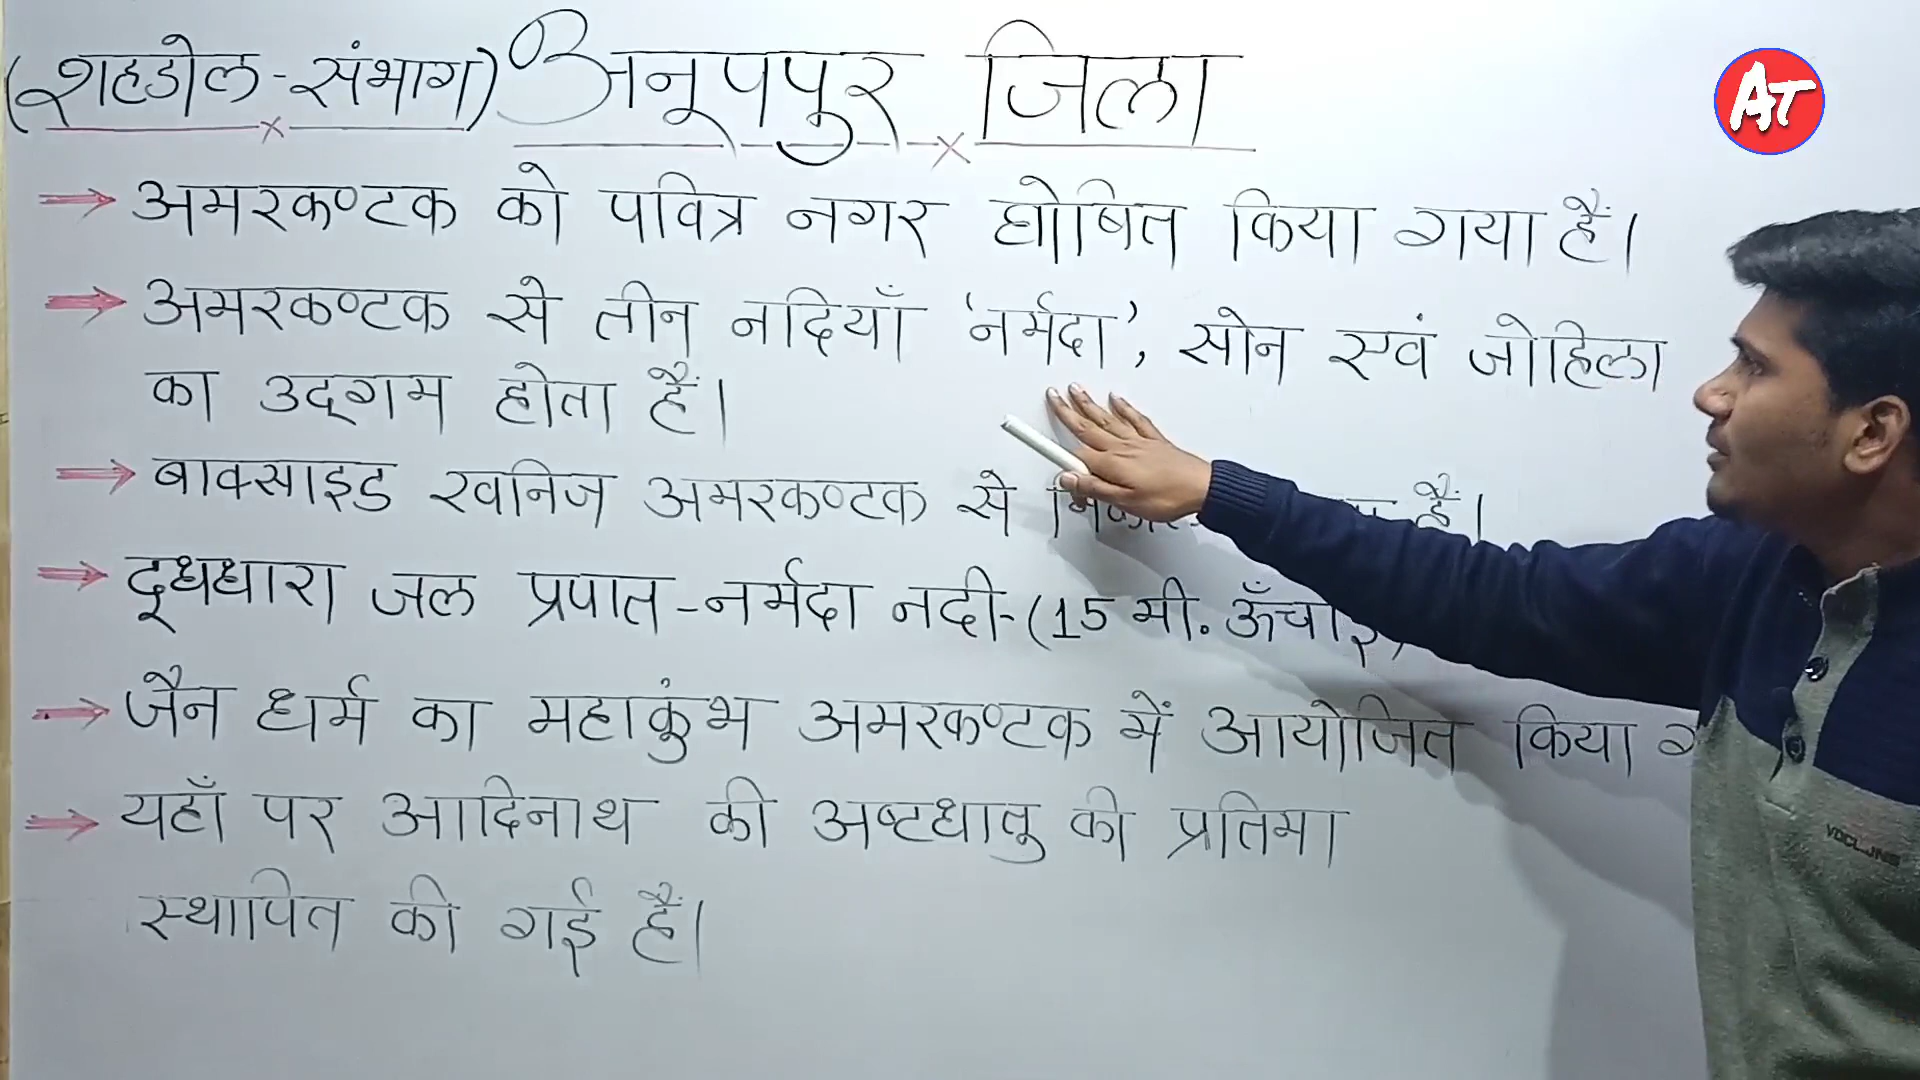 (शहडोल-संभाग) अनूपपुर जिला
AJT
→ अमरकण्टक को पवित्र नगर घोषित किया गया हैं।
→ अमरकण्टक से तीन नदियाँ 'नर्मदा', सोन एवं जोहिला
का उद्गम होता हैं।
→ बाक्साइड खनिज अमरकण्टक से हैं।
→ दूधधारा जल प्रपात-नर्मदा नदी-(15 मी. ऊँचाई)
→ जैन धर्म का महाकुंभ अमरकण्टक में आयोजित किया
→ यहाँ पर आदिनाथ की अष्टधातु की प्रतिमा
स्थापित की गई हैं।